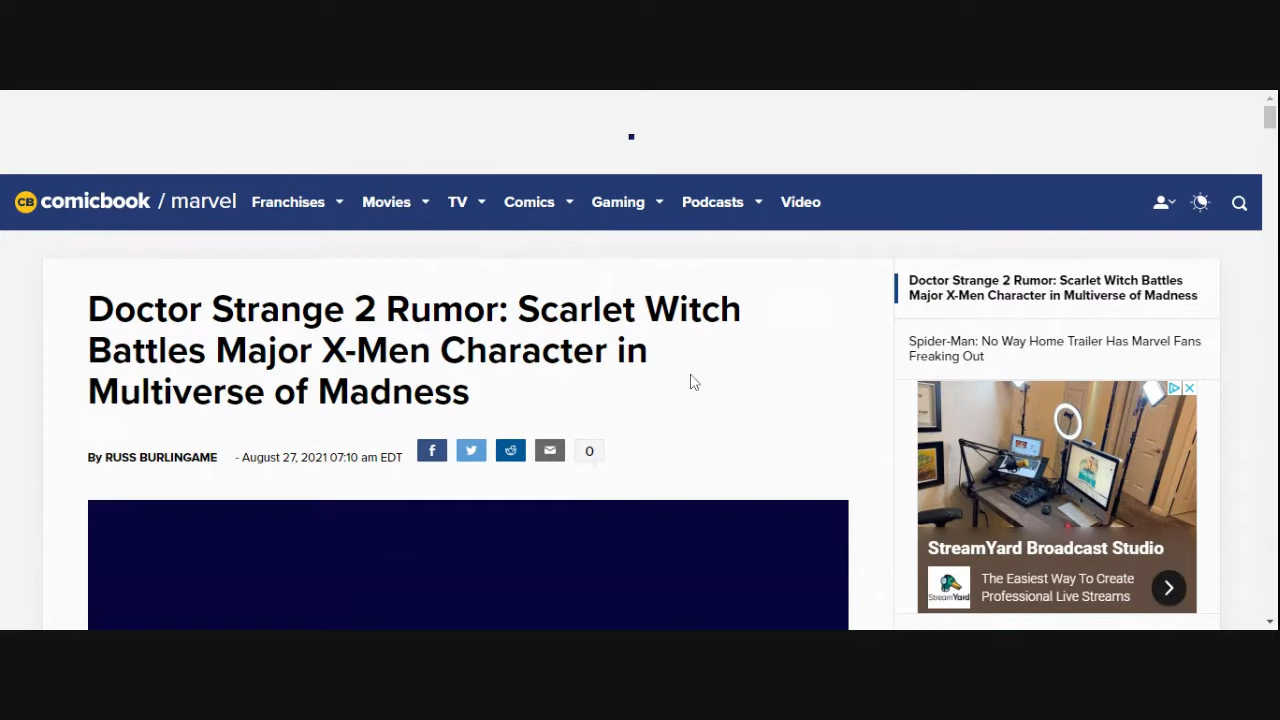 CB comicbook / marvel Franchises Movies TV Comics Gaming Podcasts Video
Doctor Strange 2 Rumor: Scarlet Witch
Battles Major X-Men Character in
Multiverse of Madness
By RUSS BURLINGAME - August 27, 2021 07:10 am EDT
0
Doctor Strange 2 Rumor: Scarlet Witch Battles
Major X-Men Character in Multiverse of Madness
Spider-Man: No Way Home Trailer Has Marvel Fans
Freaking Out
StreamYard Broadcast Studio
StreamYard
The Easiest Way To Create
Professional Live Streams